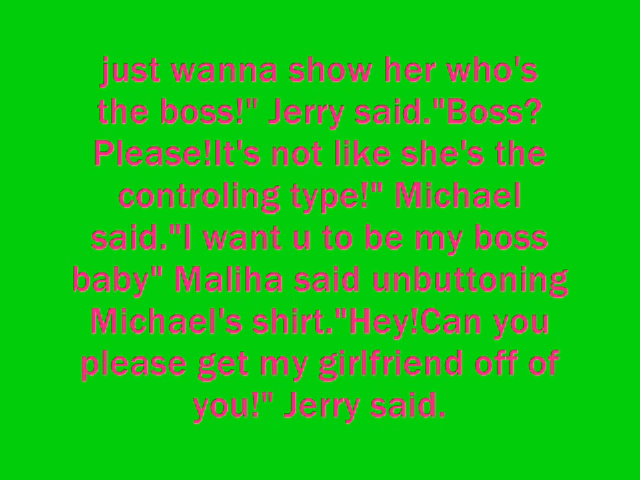 just wanna show her who's
the boss!" Jerry said."Boss?
Please!It's not like she's the
controling type!" Michael
said."I want u to be my boss
baby" Maliha said unbuttoning
Michael's shirt."Hey!Can you
please get my girlfriend off of
you!" Jerry said.